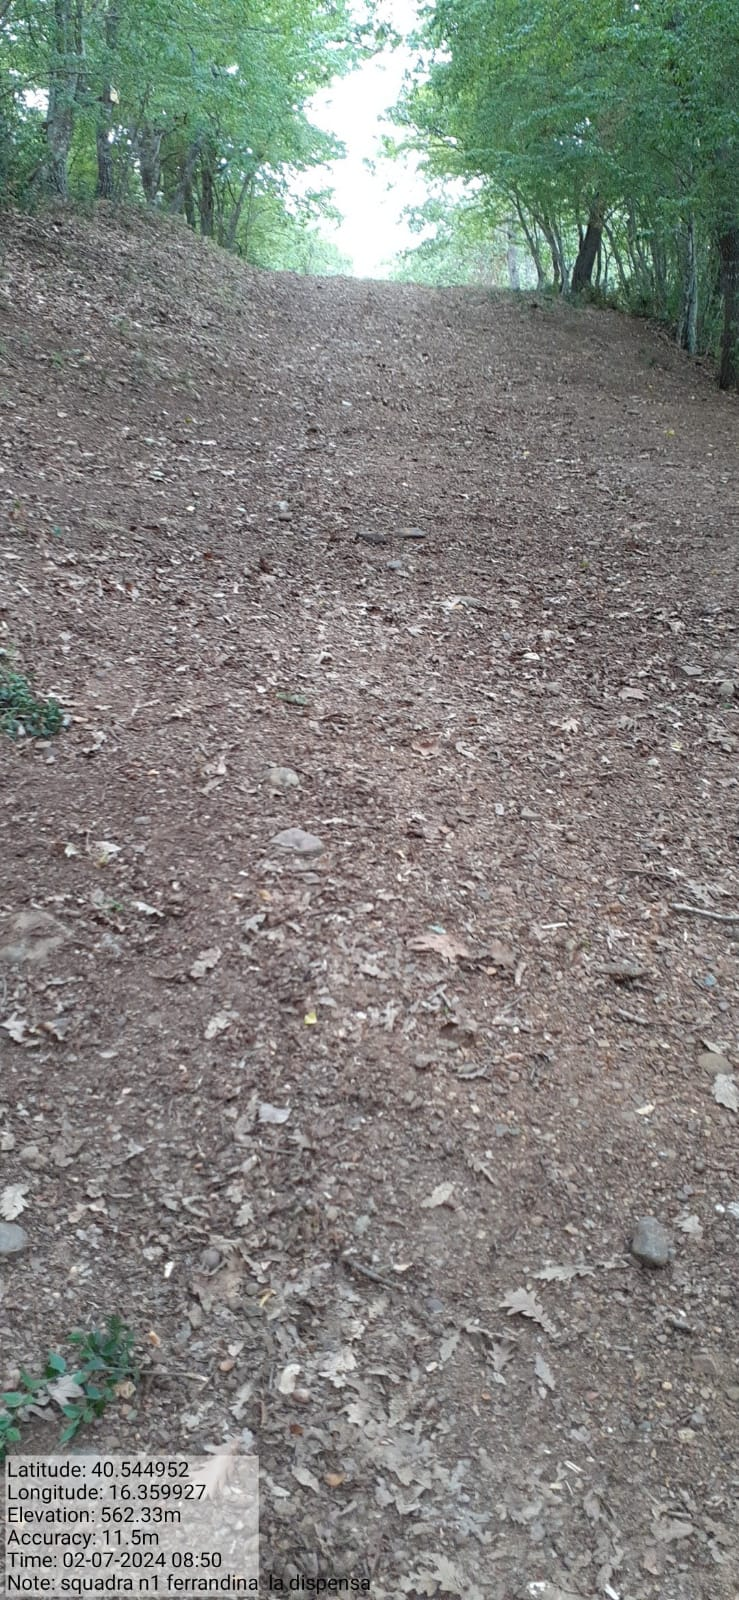 Latitude: 40.544952
Longitude: 16.359927
Elevation: 562.33m
Accuracy: 11.5m
Time: 02-07-2024 08:50
Note: squadra n1 ferrandina la dispensa